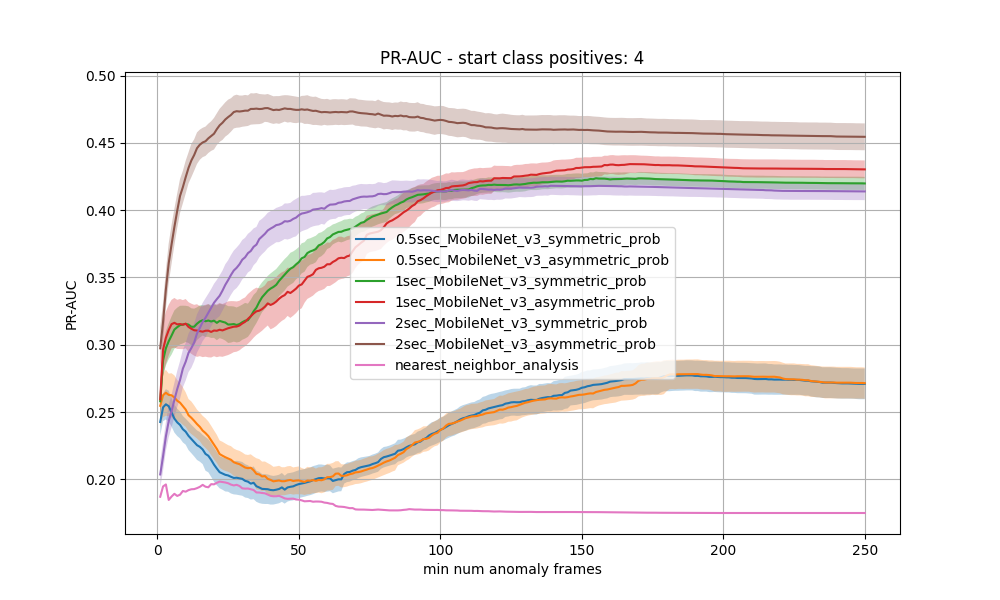 PR-AUC - start class positives: 4
0.50
0.45
0.40
0.35
0.30
0.25
0.20
PR-AUC
0.5sec_MobileNet_v3_symmetric_prob
0.5sec_MobileNet_v3_asymmetric_prob
1sec_MobileNet_v3_symmetric_prob
1sec_MobileNet_v3_asymmetric_prob
2sec_MobileNet_v3_symmetric_prob
2sec_MobileNet_v3_asymmetric_prob
nearest_neighbor_analysis
0 50 100 150 200 250
min num anomaly frames